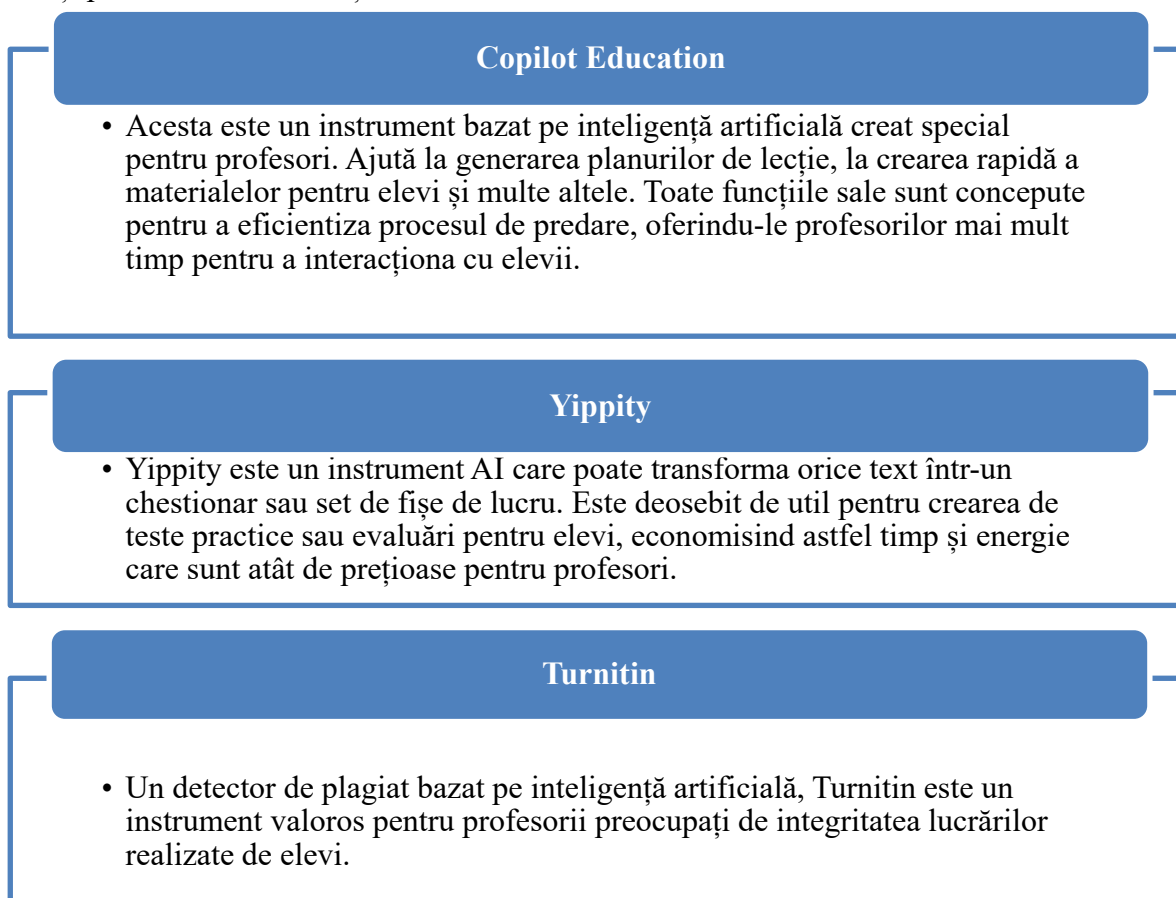 Copilot Education
• Acesta este un instrument bazat pe inteligență artificială creat special
pentru profesori. Ajută la generarea planurilor de lecție, la crearea rapidă a
materialelor pentru elevi și multe altele. Toate funcțiile sale sunt concepute
pentru a eficientiza procesul de predare, oferindu-le profesorilor mai mult
timp pentru a interacționa cu elevii.
Yippity
• Yippity este un instrument AI care poate transforma orice text într-un
chestionar sau set de fișe de lucru. Este deosebit de util pentru crearea de
teste practice sau evaluări pentru elevi, economisind astfel timp și energie
care sunt atât de prețioase pentru profesori.
Turnitin
• Un detector de plagiat bazat pe inteligență artificială, Turnitin este un
instrument valoros pentru profesorii preocupați de integritatea lucrărilor
realizate de elevi.